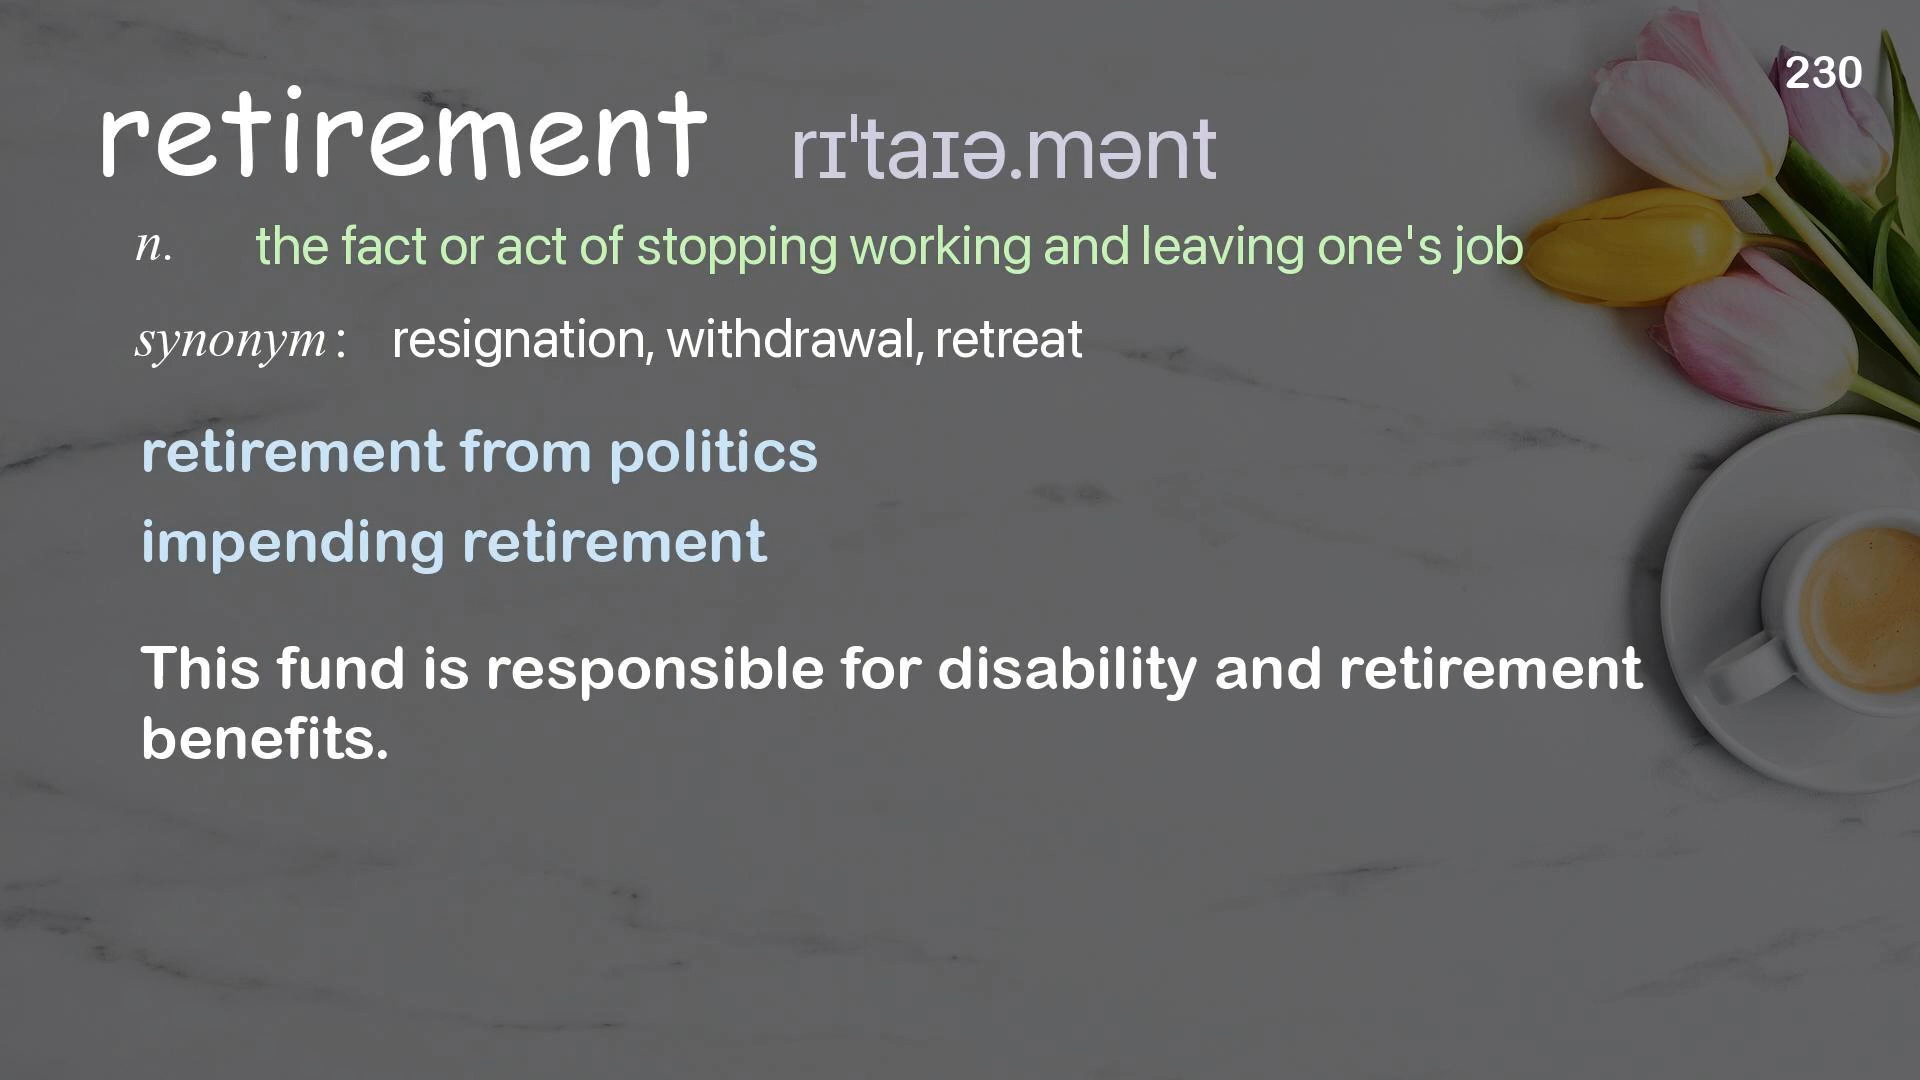 230
retirement rɪˈtaɪə.mənt
n. the fact or act of stopping working and leaving one's job
synonym: resignation, withdrawal, retreat
retirement from politics
impending retirement
This fund is responsible for disability and retirement
benefits.